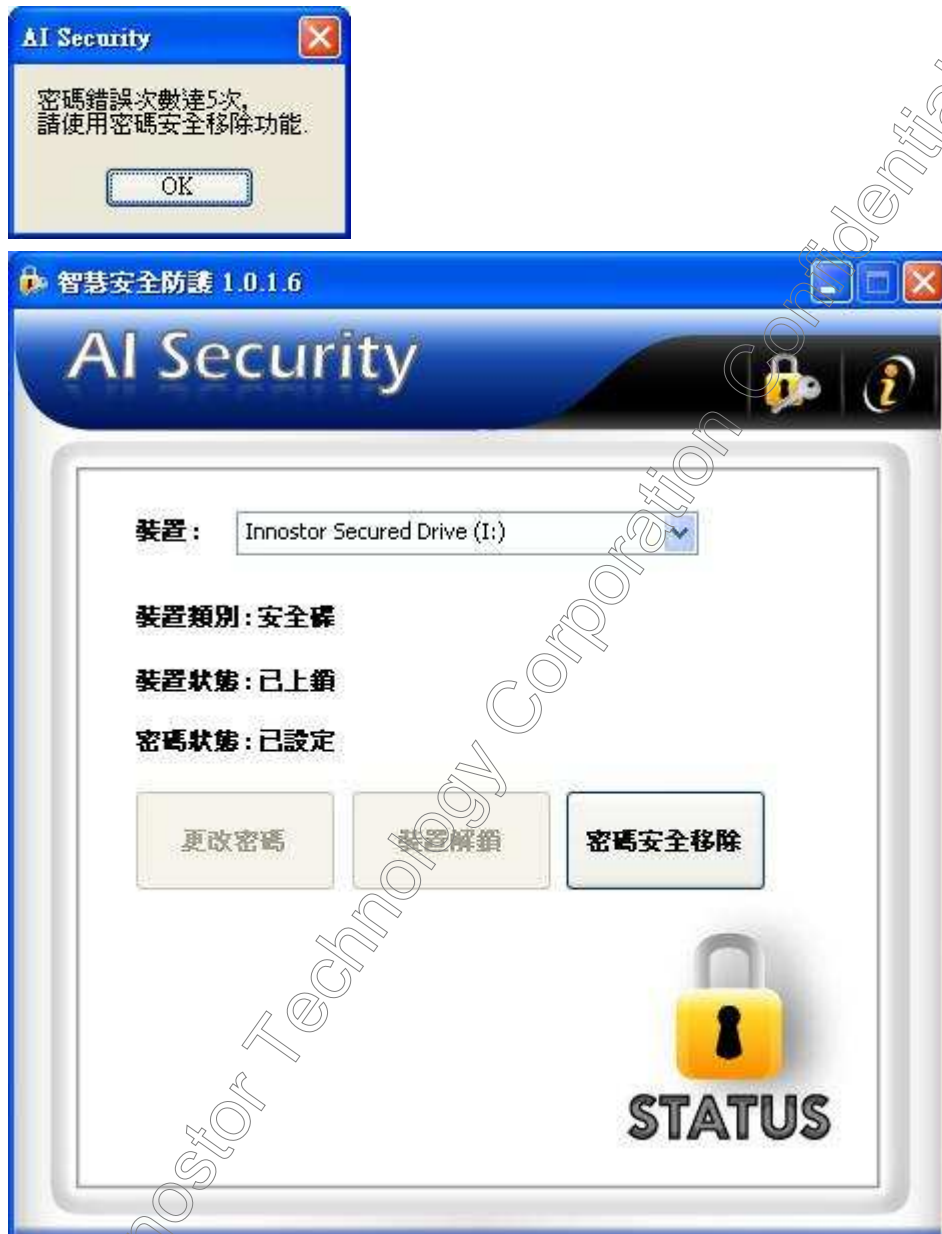 AI Security
密碼錯誤次數達5次,
請使用密碼安全移除功能.
OK
智慧安全防護 1.0.1.6
AI Security
裝置 : Innostor Secured Drive (I:)
裝置類別 : 安全碟
裝置狀態 : 已上鎖
密碼狀態 : 已設定
更改密碼 裝置解鎖 密碼安全移除
STATUS
nostor Technology Corporation Confidential